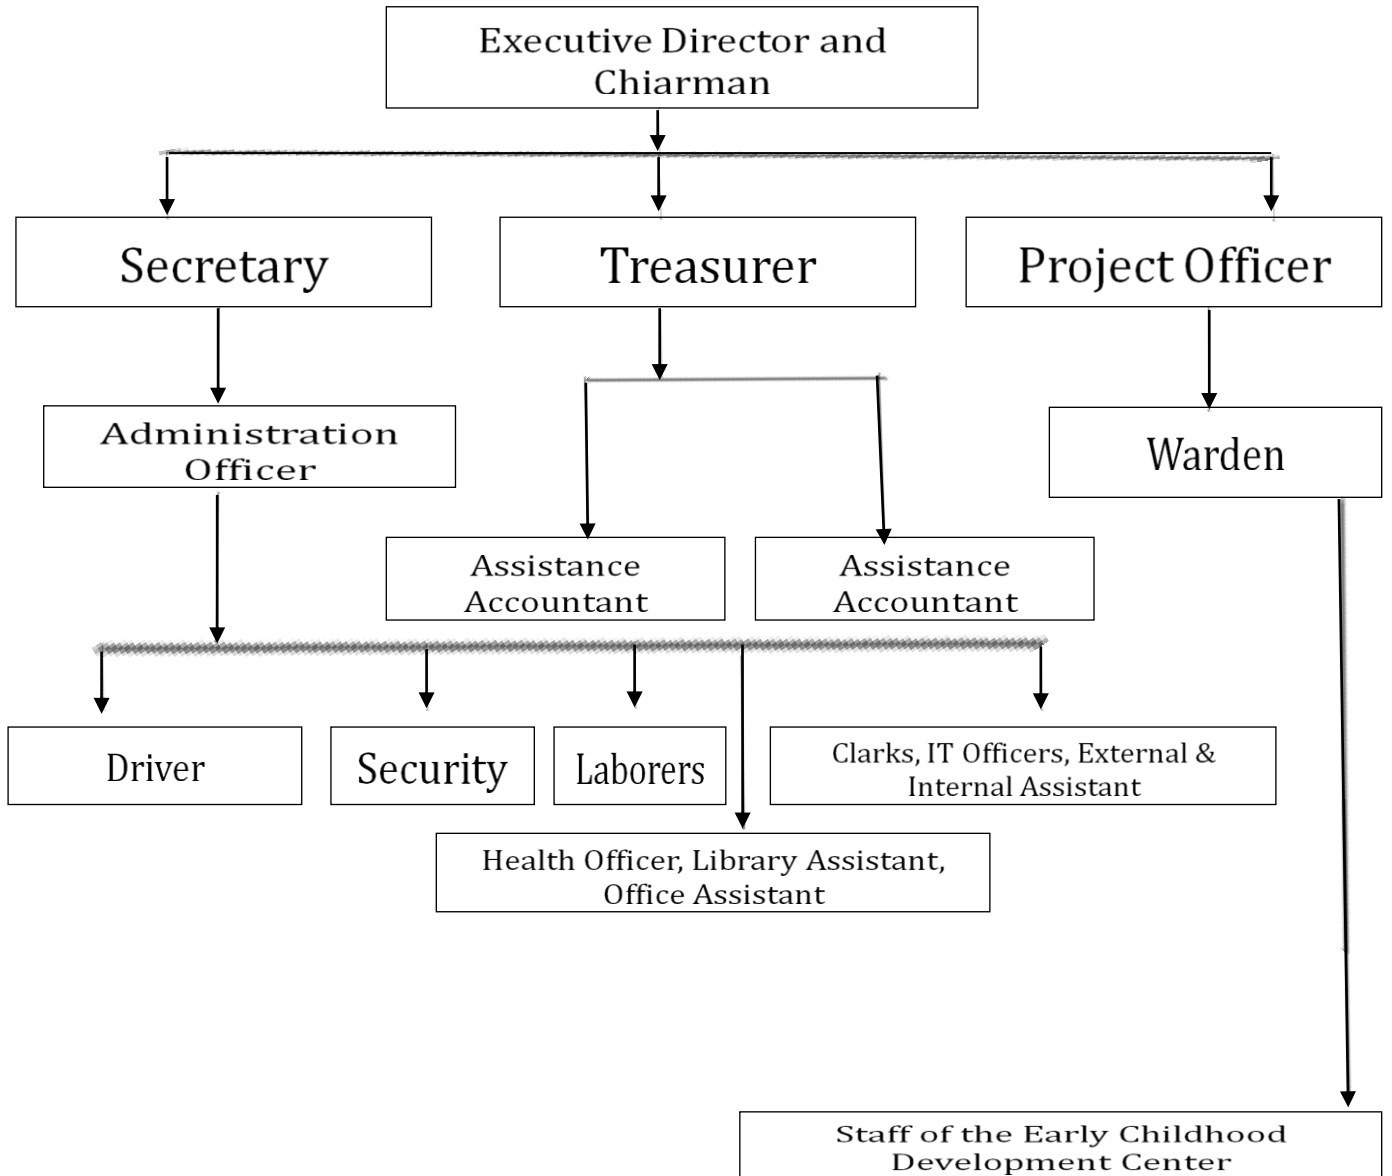 Executive Director and
Chiarman
Secretary
Treasurer
Project Officer
Administration
Officer
Warden
Assistance
Accountant
Assistance
Accountant
Driver
Security
Laborers
Clarks, IT Officers, External &
Internal Assistant
Health Officer, Library Assistant,
Office Assistant
Staff of the Early Childhood
Development Center